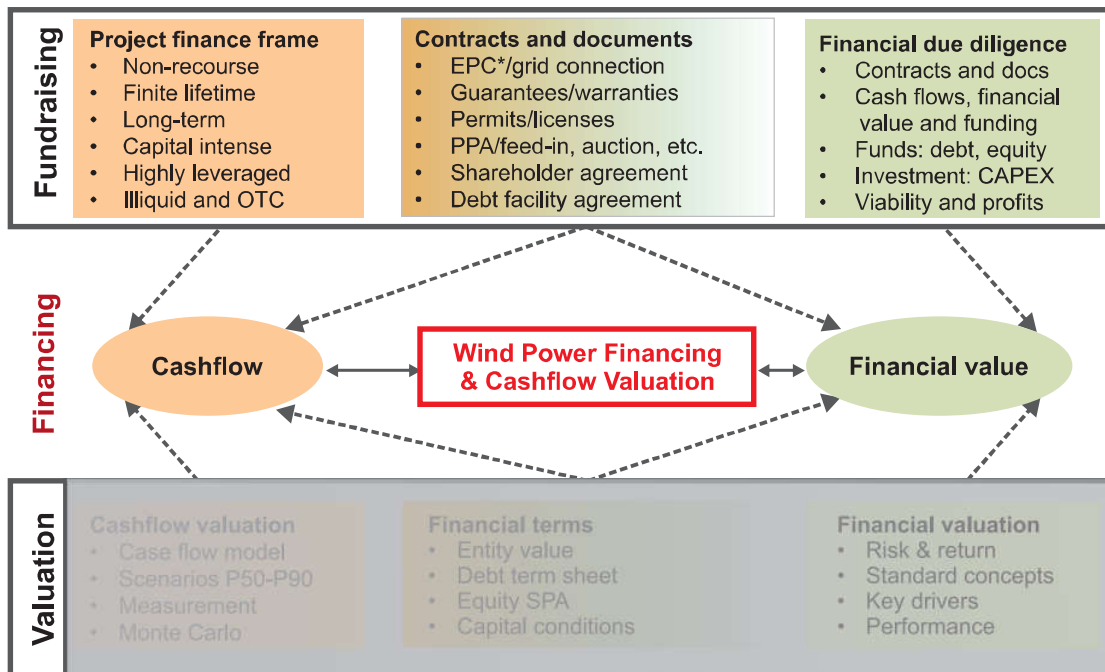 Fundraising
Project finance frame
• Non-recourse
• Finite lifetime
• Long-term
• Capital intense
• Highly leveraged
• Illiquid and OTC
Contracts and documents
• EPC*/grid connection
• Guarantees/warranties
• Permits/licenses
• PPA/feed-in, auction, etc.
• Shareholder agreement
• Debt facility agreement
Financial due diligence
• Contracts and docs
• Cash flows, financial
value and funding
• Funds: debt, equity
• Investment: CAPEX
• Viability and profits
Financing
Cashflow
Wind Power Financing
& Cashflow Valuation
Financial value
Valuation
Cashflow valuation
• Case flow model
• Scenarios P50-P90
• Measurement
• Monte Carlo
Financial terms
• Entity value
• Debt term sheet
• Equity SPA
• Capital conditions
Financial valuation
• Risk & return
• Standard concepts
• Key drivers
• Performance